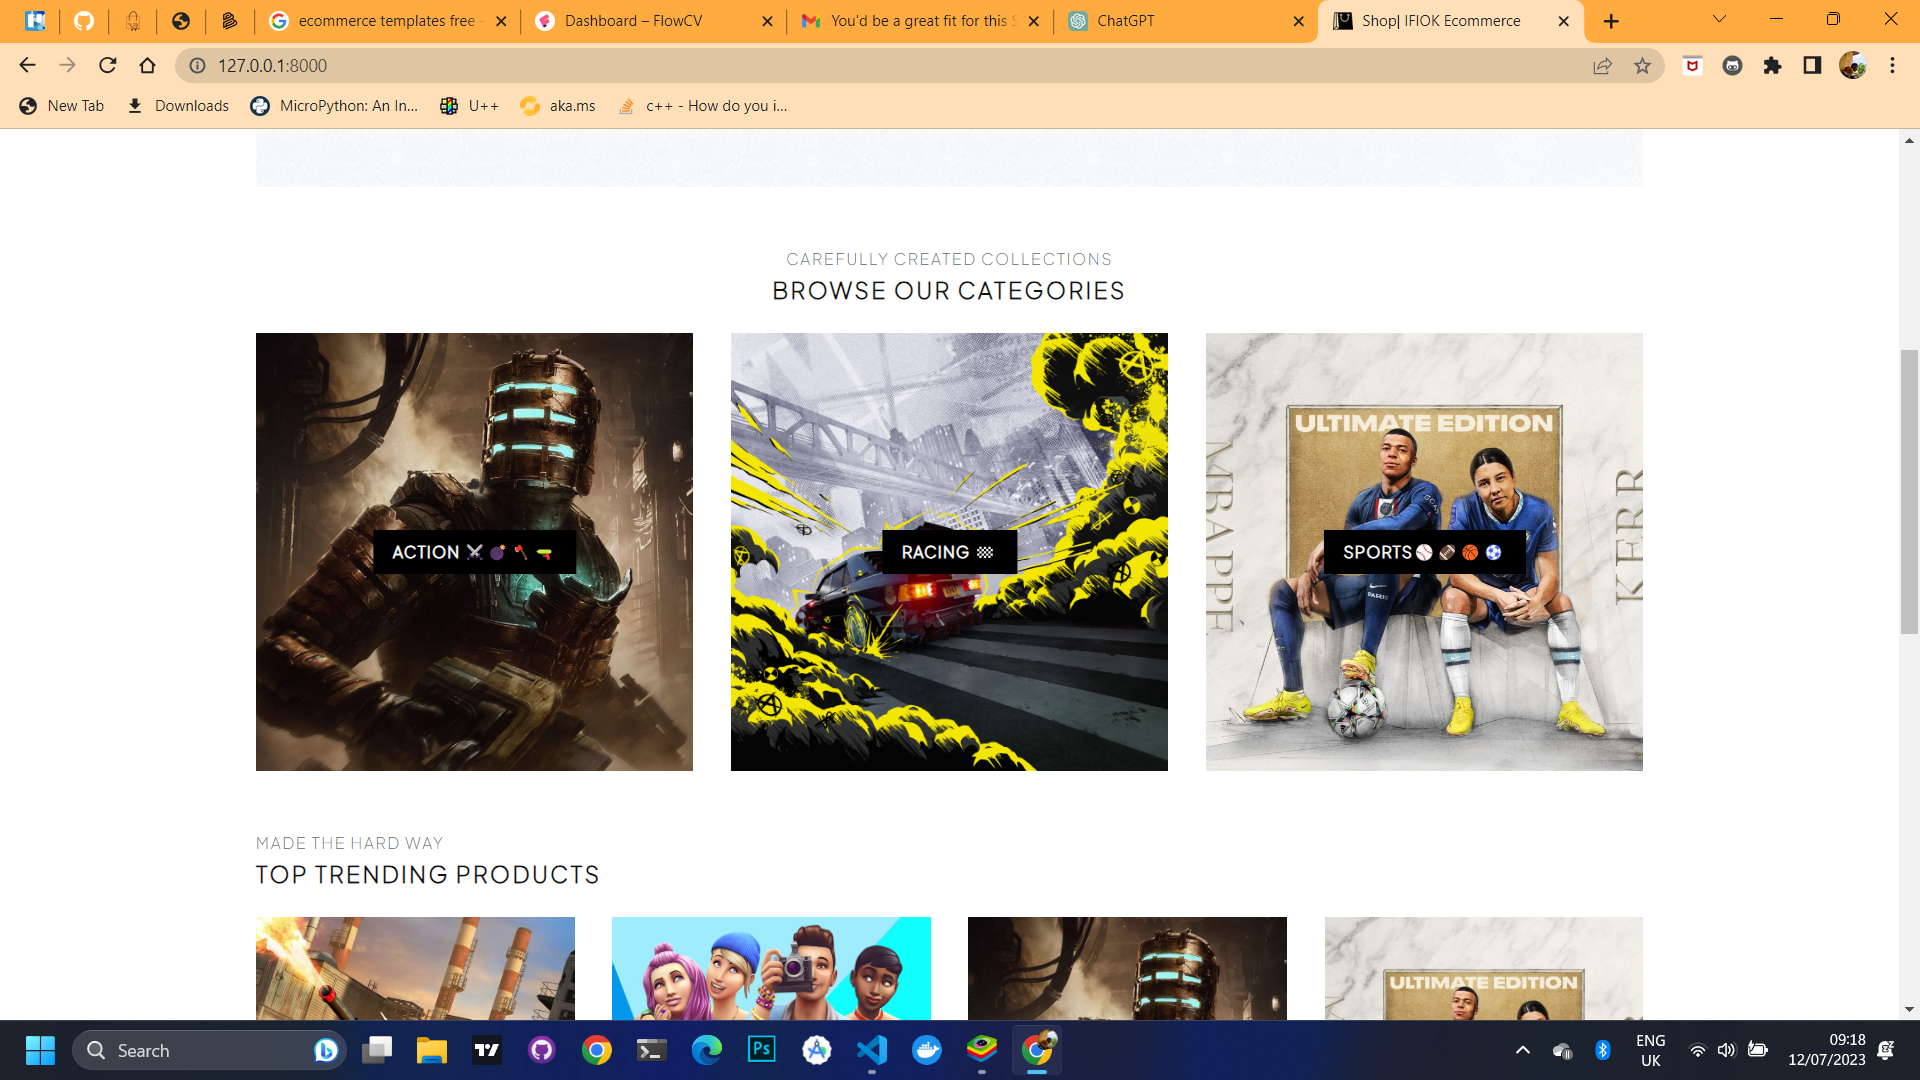 ecommerce templates free -
Dashboard – FlowCV
You'd be a great fit for this S
ChatGPT
Shop| IFIOK Ecommerce
127.0.0.1:8000
New Tab
Downloads
MicroPython: An In...
U++
aka.ms
c++ - How do you i...
CAREFULLY CREATED COLLECTIONS
BROWSE OUR CATEGORIES
ULTIMATE EDITION
MBAPPÉ
KERR
PARIS
ACTION ⚔️ 💣 🪓 🔫
RACING 🏁
SPORTS⚾ 🏈 🏀 ⚽
MADE THE HARD WAY
TOP TRENDING PRODUCTS
ULTIMATE EDITION
Search
Ps
ENG
UK
09:18
12/07/2023